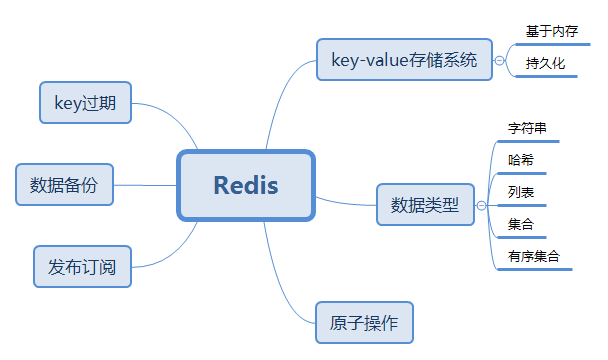 Redis
key-value存储系统
基于内存
持久化
数据类型
字符串
哈希
列表
集合
有序集合
原子操作
key过期
数据备份
发布订阅